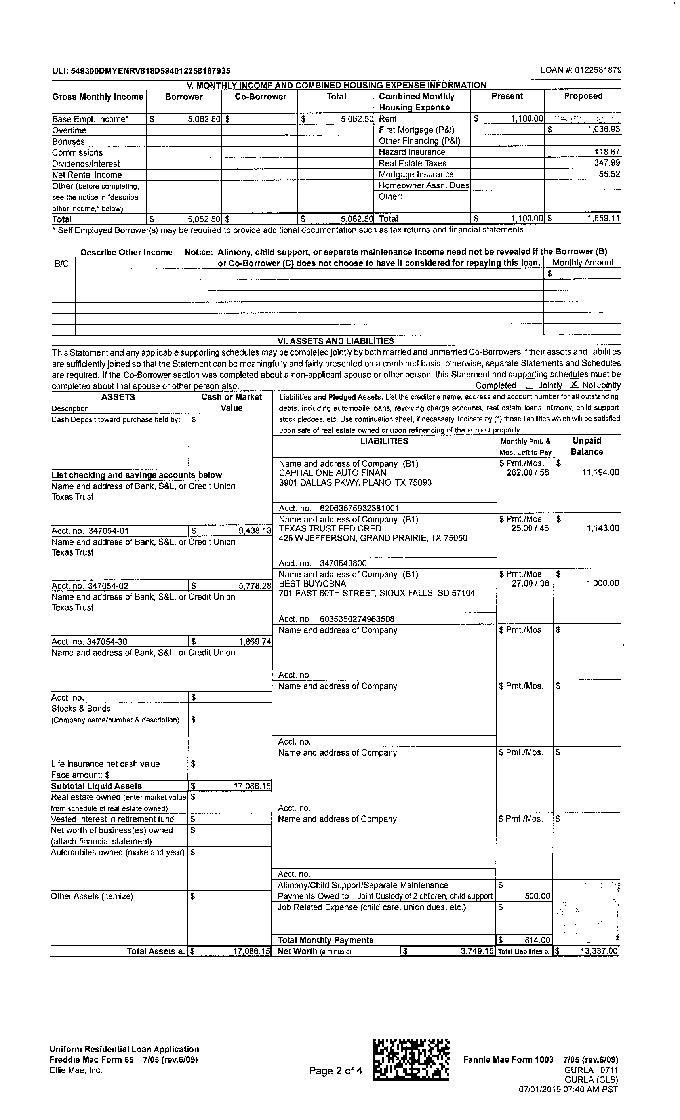 ULI: 549300DMYENRV818D5940122581679​35 LOAN #: 0122581679
V. MONTHLY INCOME AND COMBINED HOUSING EXPENSE INFORMATION
Gross Monthly Income Borrower Co-Borrower Total Combined Monthly Housing Expense Present Proposed
Base Empl. Income* $ 5,062.50 $ $ 5,062.50 Rent $ 1,100.00
Overtime First Mortgage (P&I) $ 1,036.93
Bonuses Other Financing (P&I)
Commissions Hazard Insurance 118.67
Dividends/Interest Real Estate Taxes 347.99
Net Rental Income Mortgage Insurance 55.52
Other (before completing, Homeowner Assn. Dues
see the notice in "describe Other:
other income," below)
Total $ 5,062.50 $ $ 5,062.50 Total $ 1,100.00 $ 1,559.11
* Self Employed Borrower(s) may be required to provide additional documentation such as tax returns and financial statements.
Describe Other Income Notice: Alimony, child support, or separate maintenance income need not be revealed if the Borrower (B)
B/C or Co-Borrower (C) does not choose to have it considered for repaying this loan. Monthly Amount
$
VI. ASSETS AND LIABILITIES
This Statement and any applicable supporting schedules may be completed jointly by both married and unmarried Co-Borrowers if their assets and liabilities
are sufficiently joined so that the Statement can be meaningfully and fairly presented on a combined basis; otherwise, separate Statements and Schedules
are required. If the Co-Borrower section was completed about a non-applicant spouse or other person, this Statement and supporting schedules must be
completed about that spouse or other person also. Completed Jointly X Not Jointly
ASSETS Cash or Market Value
Description
Cash Deposit toward purchase held by: $
List checking and savings accounts below
Name and address of Bank, S&L, or Credit Union
Texas Trust
Acct. no. 347054-01 $ 9,438.13
Name and address of Bank, S&L, or Credit Union
Texas Trust
Acct. no. 347054-02 $ 5,778.28
Name and address of Bank, S&L, or Credit Union
Texas Trust
Acct. no. 347054-30 $ 1,869.74
Name and address of Bank, S&L, or Credit Union
Acct. no. $
Stocks & Bonds
(Company name/number & description) $
Life insurance net cash value $
Face amount: $
Subtotal Liquid Assets $ 17,086.15
Real estate owned (enter market value $
from schedule of real estate owned)
Vested interest in retirement fund $
Net worth of business(es) owned $
(attach financial statement)
Automobiles owned (make and year) $
Other Assets (itemize) $
Total Assets a. $ 17,086.15
Liabilities and Pledged Assets. List the creditor's name, address and account number for all outstanding
debts, including automobile loans, revolving charge accounts, real estate loans, alimony, child support,
stock pledges, etc. Use continuation sheet, if necessary. Indicate by (*) those liabilities which will be satisfied
upon sale of real estate owned or upon refinancing of the subject property.
LIABILITIES Monthly Pmt. & Mos. Left to Pay Unpaid Balance
Name and address of Company (B1) $ Pmt./Mos. $
CAPITAL ONE AUTO FINAN 262.00 / 56 11,194.00
3901 DALLAS PKWY, PLANO, TX 75093
Acct. no. 62063676932381001
Name and address of Company (B1) $ Pmt./Mos. $
TEXAS TRUST FED CRED 25.00 / 45 1,143.00
426 W JEFFERSON, GRAND PRAIRIE, TX 75050
Acct. no. 3470540800
Name and address of Company (B1) $ Pmt./Mos. $
BEST BUY/CBNA 27.00 / 38 1,000.00
701 EAST 60TH STREET, SIOUX FALLS, SD 57104
Acct. no. 6035350274963508
Name and address of Company $ Pmt./Mos. $
Acct. no.
Name and address of Company $ Pmt./Mos. $
Acct. no.
Name and address of Company $ Pmt./Mos. $
Acct. no.
Name and address of Company $ Pmt./Mos. $
Acct. no.
Alimony/Child Support/Separate Maintenance $
Payments Owed to: Joint Custody of 2 children, child support 500.00
Job Related Expense (child care, union dues, etc.) $
Total Monthly Payments $ 814.00
Net Worth (a minus b) $ 3,749.15 Total Liabilities b. $ 13,337.00
Uniform Residential Loan Application
Freddie Mac Form 65 7/05 (rev.6/09)
Ellie Mae, Inc.
Page 2 of 4
Fannie Mae Form 1003 7/05 (rev.6/09)
GURLA 0711
GURLA (CLS)
07/01/2015 07:40 AM PST